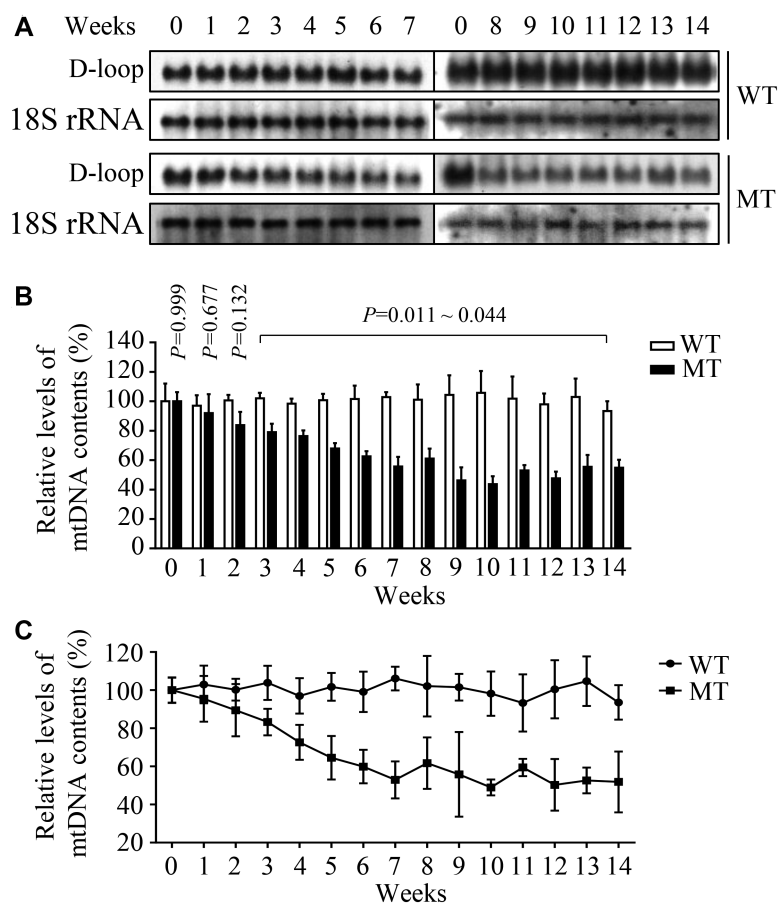 A Weeks 0 1 2 3 4 5 6 7 0 8 9 10 11 12 13 14
D-loop
18S rRNA
WT
D-loop
18S rRNA
MT
B
P=0.999
P=0.677
P=0.132
P=0.011 ~ 0.044
WT
MT
Relative levels of
mtDNA contents (%)
140
120
100
80
60
40
20
0
0 1 2 3 4 5 6 7 8 9 10 11 12 13 14
Weeks
C
WT
MT
Relative levels of
mtDNA contents (%)
120
100
80
60
40
20
0 1 2 3 4 5 6 7 8 9 10 11 12 13 14
Weeks